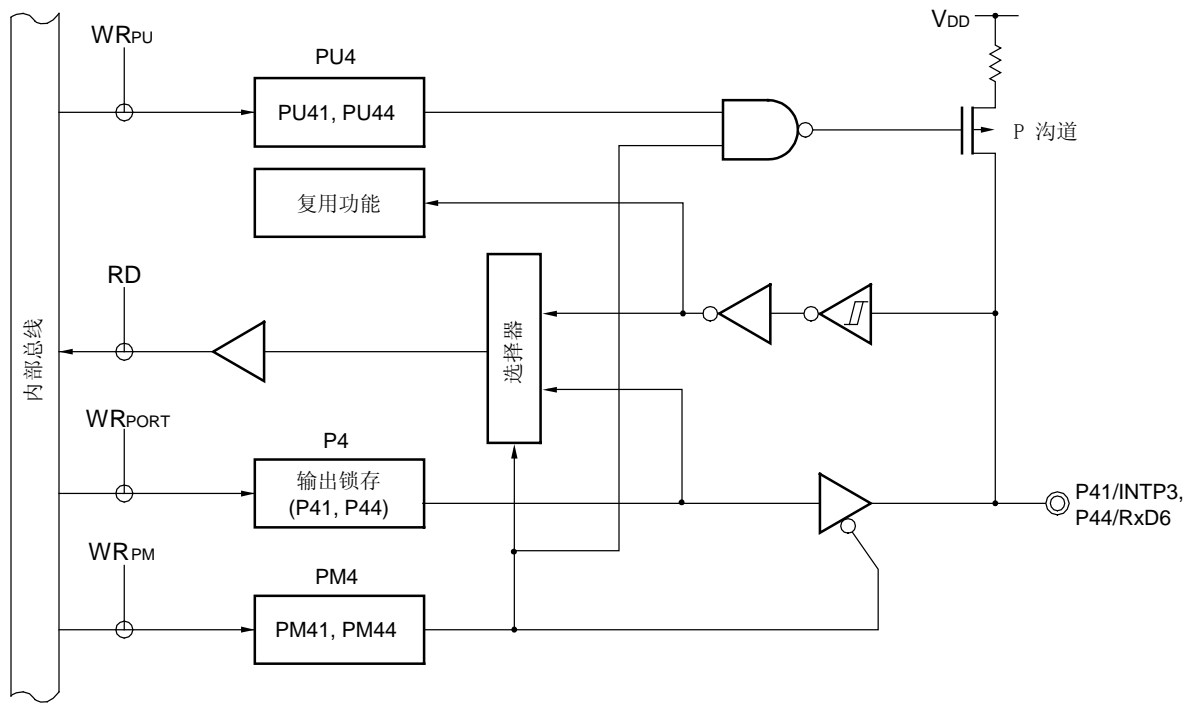 WRPU
VDD
PU4
PU41, PU44
P 沟道
复用功能
RD
选择器
内部总线
WRPORT
P4
输出锁存
(P41, P44)
P41/INTP3,
P44/RxD6
WRPM
PM4
PM41, PM44